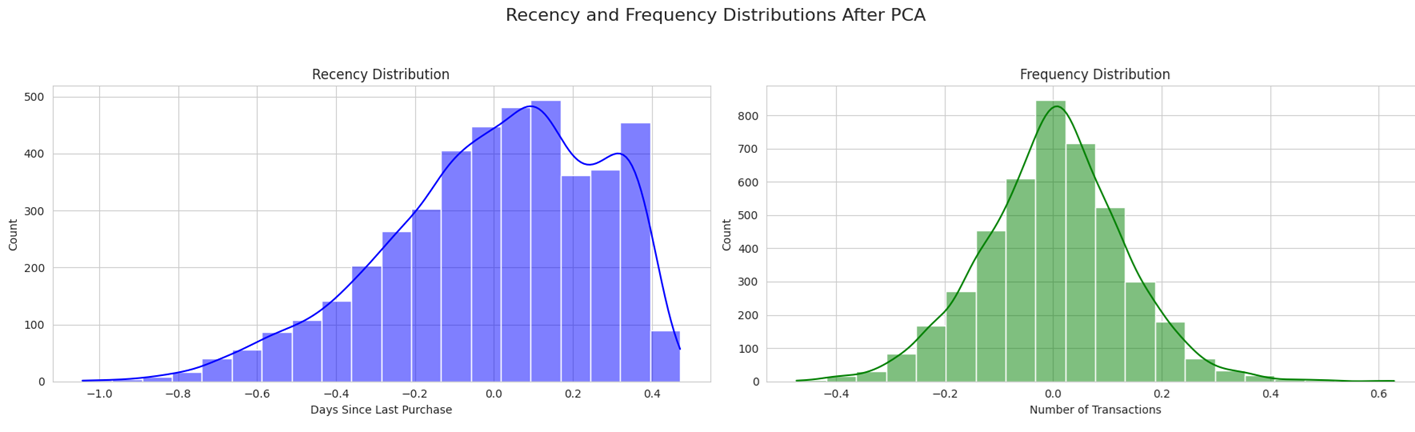 Recency and Frequency Distributions After PCA
Recency Distribution
Count
500
400
300
200
100
0
−1.0 −0.8 −0.6 −0.4 −0.2 0.0 0.2 0.4
Days Since Last Purchase
Frequency Distribution
Count
800
700
600
500
400
300
200
100
0
−0.4 −0.2 0.0 0.2 0.4 0.6
Number of Transactions